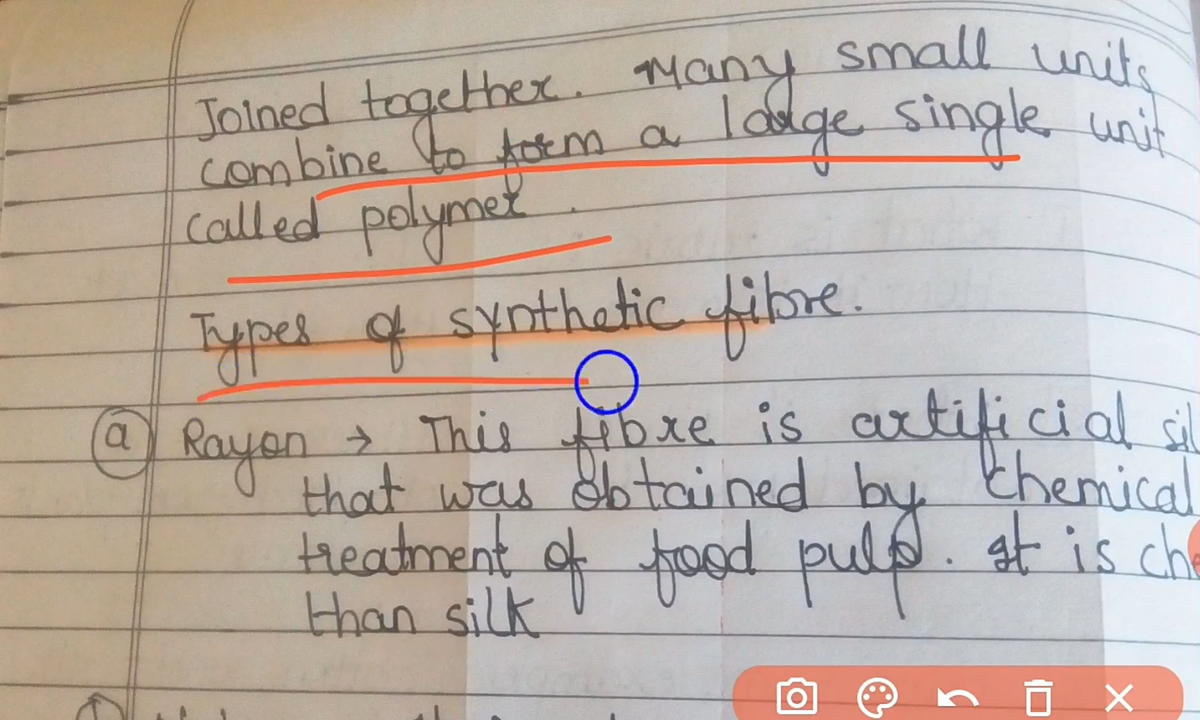 Joined together. Many small units
combine to form a large single unit
called polymer.
Types of synthetic fibre.
a Rayon → This fibre is artificial
that was obtained by chemical
treatment of food pulp. It is
than silk